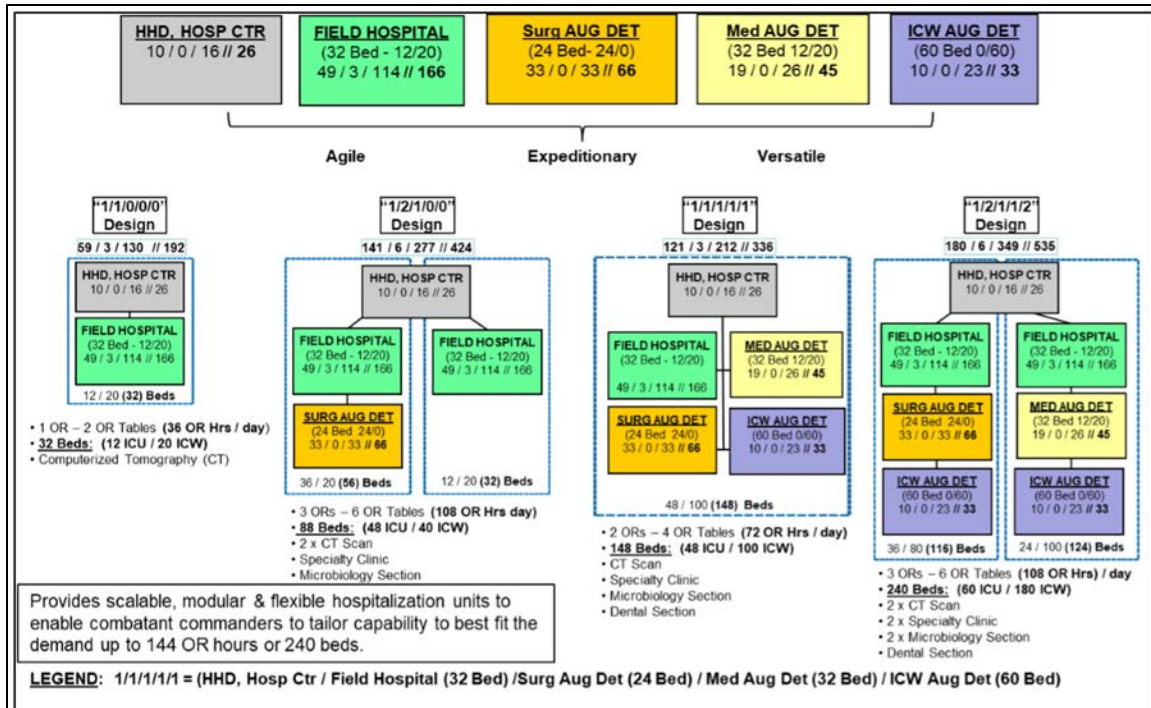 HHD, HOSP CTR
10 / 0 / 16 // 26
FIELD HOSPITAL
(32 Bed - 12/20)
49 / 3 / 114 // 166
Surg AUG DET
(24 Bed- 24/0)
33 / 0 / 33 // 66
Med AUG DET
(32 Bed 12/20)
19 / 0 / 26 // 45
ICW AUG DET
(60 Bed 0/60)
10 / 0 / 23 // 33
Agile
Expeditionary
Versatile
“1/1/0/0/0”
Design
59 / 3 / 130 // 192
HHD, HOSP CTR
10 / 0 / 16 // 26
FIELD HOSPITAL
(32 Bed - 12/20)
49 / 3 / 114 // 166
12 / 20 (32) Beds
• 1 OR – 2 OR Tables (36 OR Hrs / day)
• 32 Beds: (12 ICU / 20 ICW)
• Computerized Tomography (CT)
“1/2/1/0/0”
Design
141 / 6 / 277 // 424
HHD, HOSP CTR
10 / 0 / 16 // 26
FIELD HOSPITAL
(32 Bed - 12/20)
49 / 3 / 114 // 166
SURG AUG DET
(24 Bed 24/0)
33 / 0 / 33 // 66
36 / 20 (56) Beds
FIELD HOSPITAL
(32 Bed - 12/20)
49 / 3 / 114 // 166
12 / 20 (32) Beds
• 3 ORs – 6 OR Tables (108 OR Hrs day)
• 88 Beds: (48 ICU / 40 ICW)
• 2 x CT Scan
• Specialty Clinic
• Microbiology Section
“1/1/1/1/1”
Design
121 / 3 / 212 // 336
HHD, HOSP CTR
10 / 0 / 16 // 26
FIELD HOSPITAL
(32 Bed - 12/20)
49 / 3 / 114 // 166
MED AUG DET
(32 Bed 12/20)
19 / 0 / 26 // 45
SURG AUG DET
(24 Bed 24/0)
33 / 0 / 33 // 66
ICW AUG DET
(60 Bed 0/60)
10 / 0 / 23 // 33
48 / 100 (148) Beds
• 2 ORs – 4 OR Tables (72 OR Hrs / day)
• 148 Beds: (48 ICU / 100 ICW)
• CT Scan
• Specialty Clinic
• Microbiology Section
• Dental Section
“1/2/1/1/2”
Design
180 / 6 / 349 // 535
HHD, HOSP CTR
10 / 0 / 16 // 26
FIELD HOSPITAL
(32 Bed - 12/20)
49 / 3 / 114 // 166
SURG AUG DET
(24 Bed 24/0)
33 / 0 / 33 // 66
ICW AUG DET
(60 Bed 0/60)
10 / 0 / 23 // 33
36 / 80 (116) Beds
FIELD HOSPITAL
(32 Bed - 12/20)
49 / 3 / 114 // 166
MED AUG DET
(32 Bed 12/20)
19 / 0 / 26 // 45
ICW AUG DET
(60 Bed 0/60)
10 / 0 / 23 // 33
24 / 100 (124) Beds
• 3 ORs – 6 OR Tables (108 OR Hrs) / day
• 240 Beds: (60 ICU / 180 ICW)
• 2 x CT Scan
• 2 x Specialty Clinic
• 2 x Microbiology Section
• Dental Section
Provides scalable, modular & flexible hospitalization units to
enable combatant commanders to tailor capability to best fit the
demand up to 144 OR hours or 240 beds.
LEGEND: 1/1/1/1/1 = (HHD, Hosp Ctr / Field Hospital (32 Bed) /Surg Aug Det (24 Bed) / Med Aug Det (32 Bed) / ICW Aug Det (60 Bed)